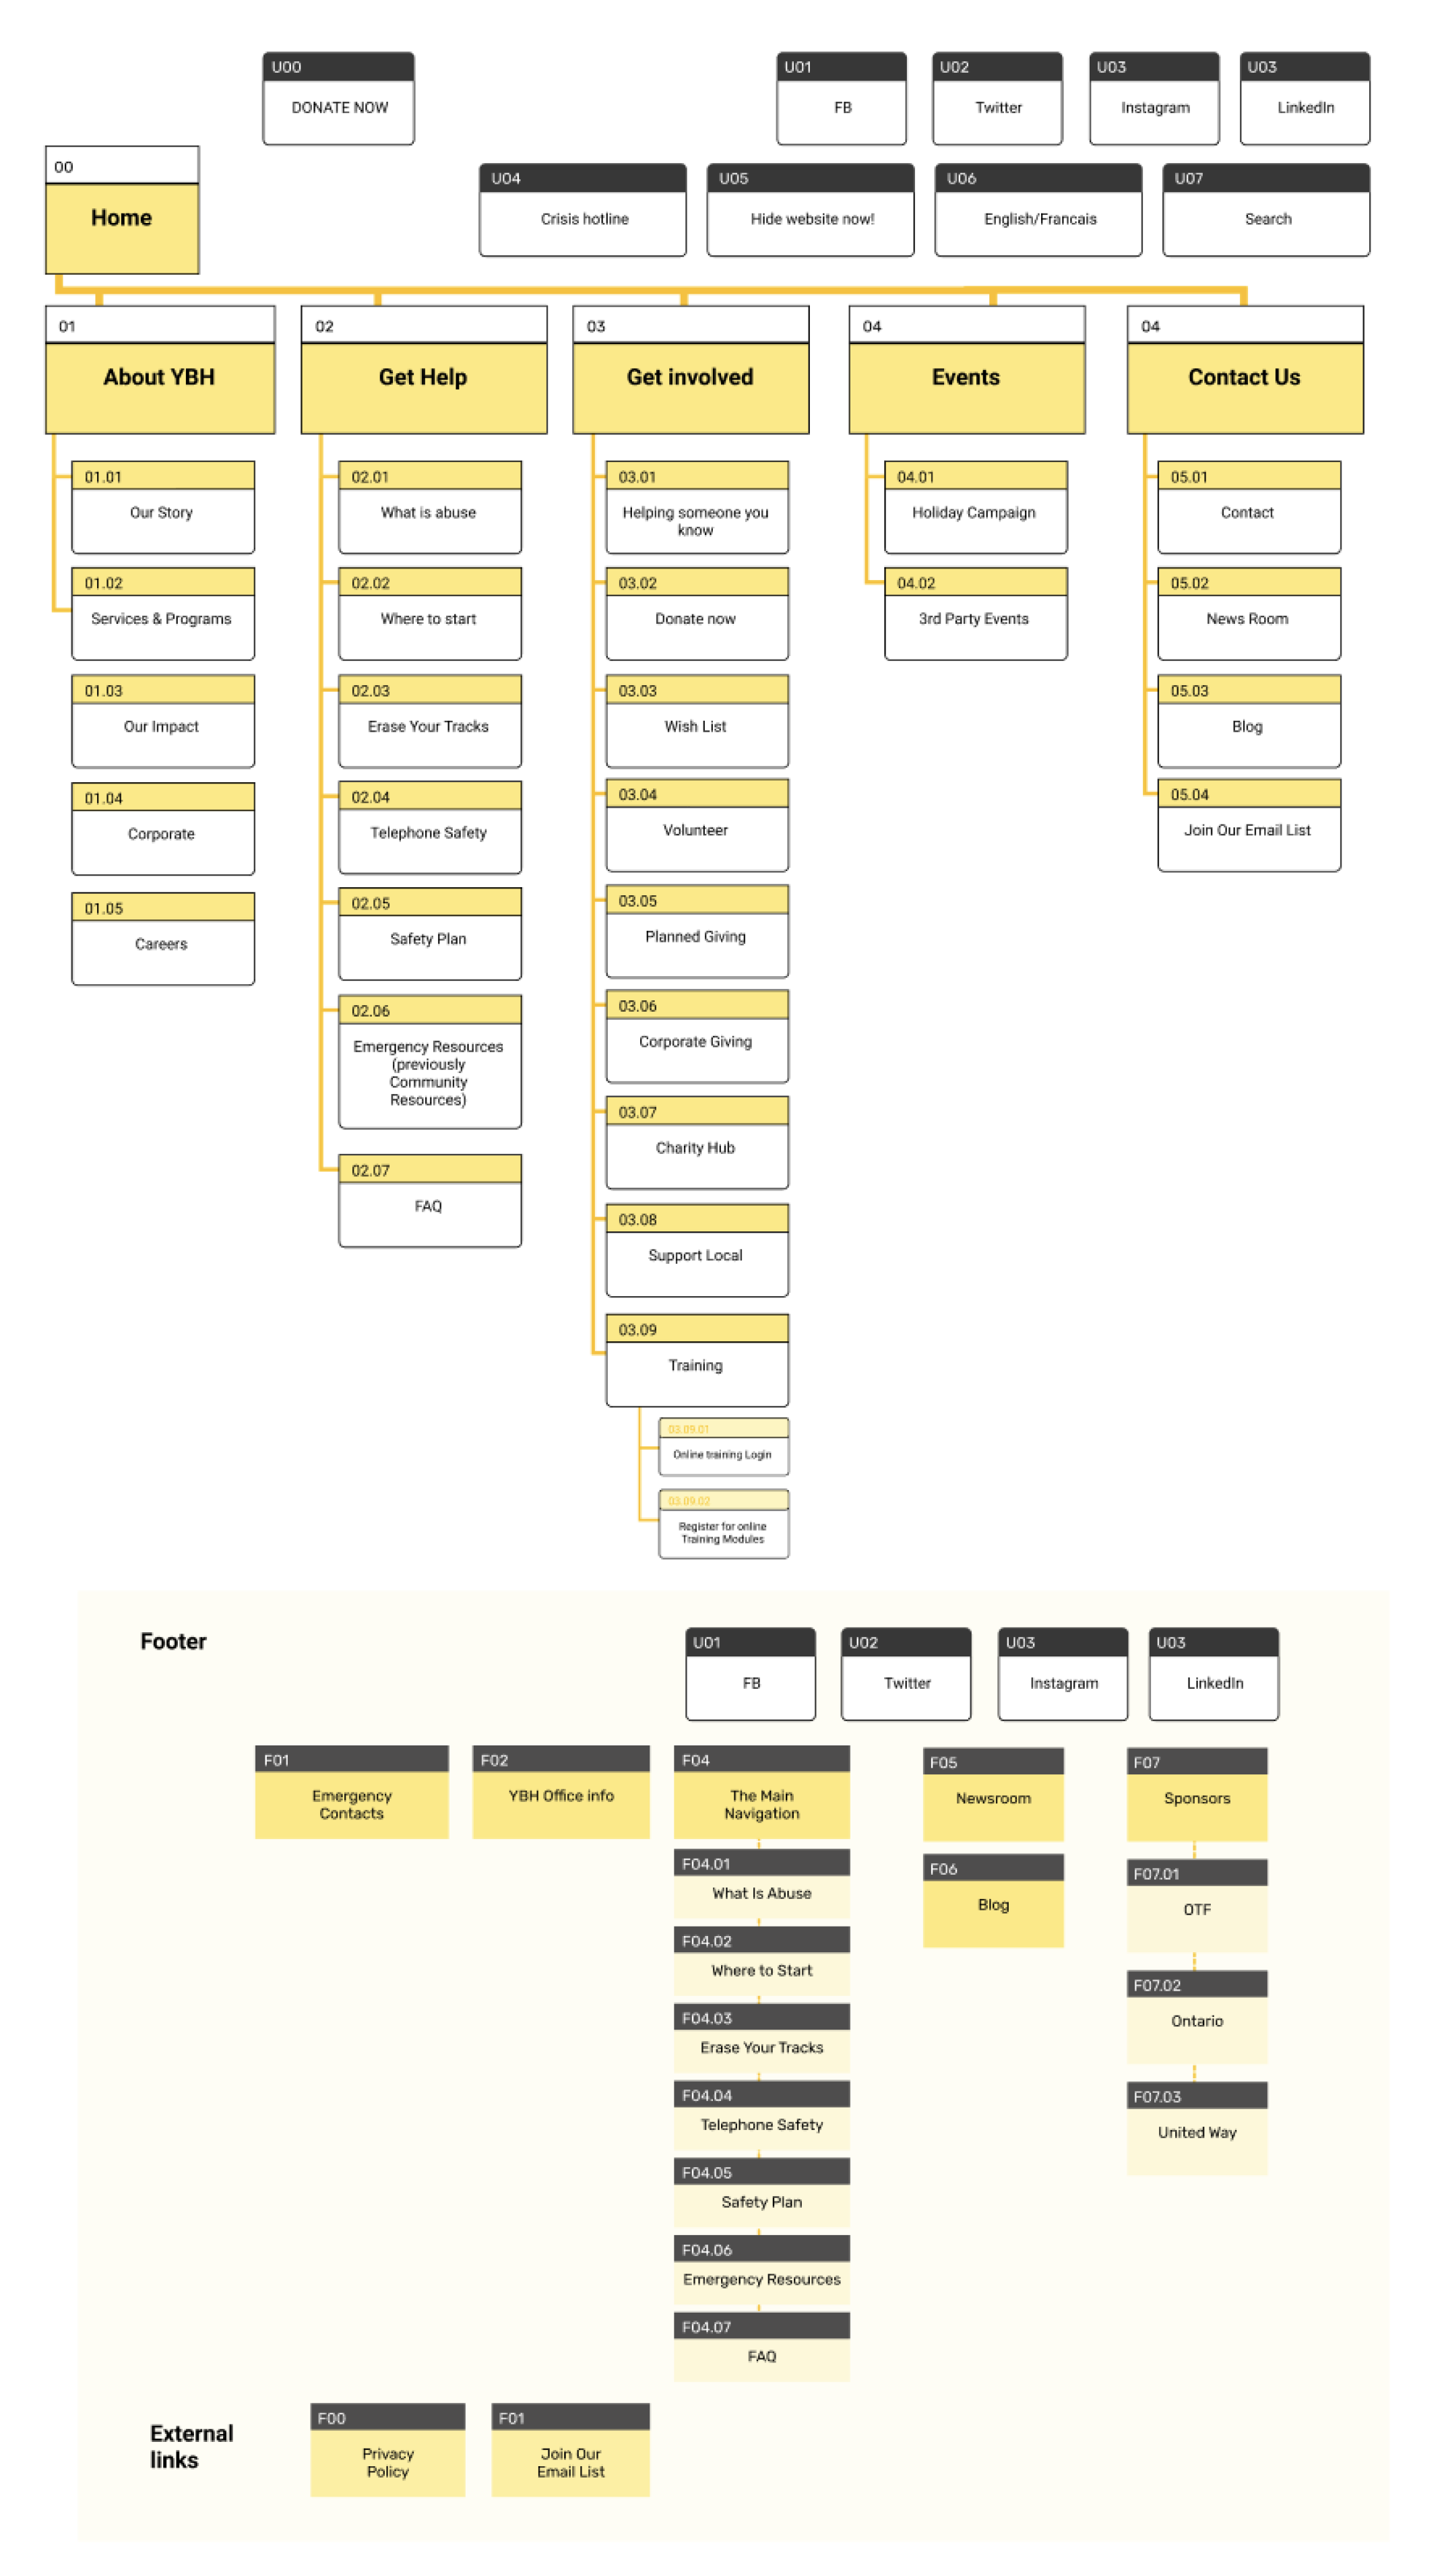 U00
DONATE NOW
U01
FB
U02
Twitter
U03
Instagram
U03
LinkedIn
00
Home
U04
Crisis hotline
U05
Hide website now!
U06
English/Francais
U07
Search
01
About YBH
01.01
Our Story
01.02
Services & Programs
01.03
Our Impact
01.04
Corporate
01.05
Careers
02
Get Help
02.01
What is abuse
02.02
Where to start
02.03
Erase Your Tracks
02.04
Telephone Safety
02.05
Safety Plan
02.06
Emergency Resources
(previously
Community
Resources)
02.07
FAQ
03
Get involved
03.01
Helping someone you
know
03.02
Donate now
03.03
Wish List
03.04
Volunteer
03.05
Planned Giving
03.06
Corporate Giving
03.07
Charity Hub
03.08
Support Local
03.09
Training
03.09.01
Online training Login
03.09.02
Register for online
Training Modules
04
Events
04.01
Holiday Campaign
04.02
3rd Party Events
04
Contact Us
05.01
Contact
05.02
News Room
05.03
Blog
05.04
Join Our Email List
Footer
U01
FB
U02
Twitter
U03
Instagram
U03
LinkedIn
F01
Emergency
Contacts
F02
YBH Office info
F04
The Main
Navigation
F04.01
What Is Abuse
F04.02
Where to Start
F04.03
Erase Your Tracks
F04.04
Telephone Safety
F04.05
Safety Plan
F04.06
Emergency Resources
F04.07
FAQ
F05
Newsroom
F06
Blog
F07
Sponsors
F07.01
OTF
F07.02
Ontario
F07.03
United Way
External
links
F00
Privacy
Policy
F01
Join Our
Email List